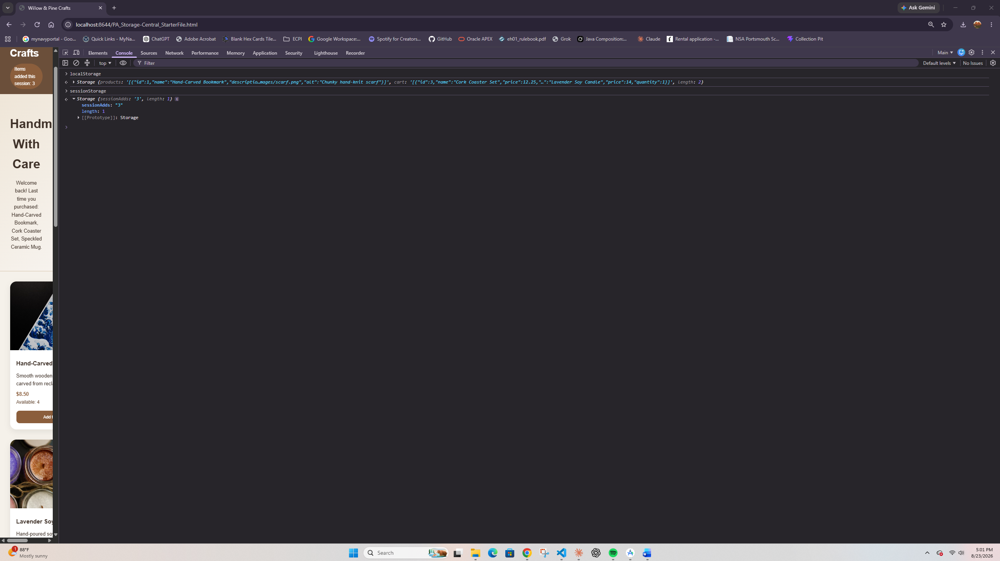 Willow & Pine Crafts
Ask Gemini
localhost:8644/PA_Storage-Central_StarterFile.html
mynavyportal - Goo...
Quick Links - MyNa...
ChatGPT
Adobe Acrobat
Blank Hex Cards Tile...
ECPI
Google Workspace:...
Spotify for Creators...
GitHub
Oracle APEX
eh01_rulebook.pdf
Grok
Java Composition:...
Claude
Rental application -...
NSA Portsmouth Sc...
Collection Pit
Crafts
Items
added this
session: 3
Handm
With
Care
Welcome
back! Last
time you
purchased:
Hand-Carved
Bookmark,
Cork Coaster
Set, Speckled
Ceramic Mug.
Hand-Carved
Smooth wooden
carved from recla
$8.50
Available: 4
Add t
Lavender Soy
Hand-poured soy
Elements
Console
Sources
Network
Performance
Memory
Application
Security
Lighthouse
Recorder
Main
top
Filter
Default levels
No Issues
localStorage
Storage {products: '[{"id":1,"name":"Hand-Carved Bookmark","descriptio…mages/scarf.png","alt":"Chunky hand-knit scarf"}]', cart: '[{"id":3,"name":"Cork Coaster Set","price":12.25,"…":"Lavender Soy Candle","price":14,"quantity":1}]', length: 2}
sessionStorage
Storage {sessionAdds: '3', length: 1}
sessionAdds: "3"
length: 1
[[Prototype]]: Storage
1
88°F
Mostly sunny
Search
5:01 PM
8/23/2026